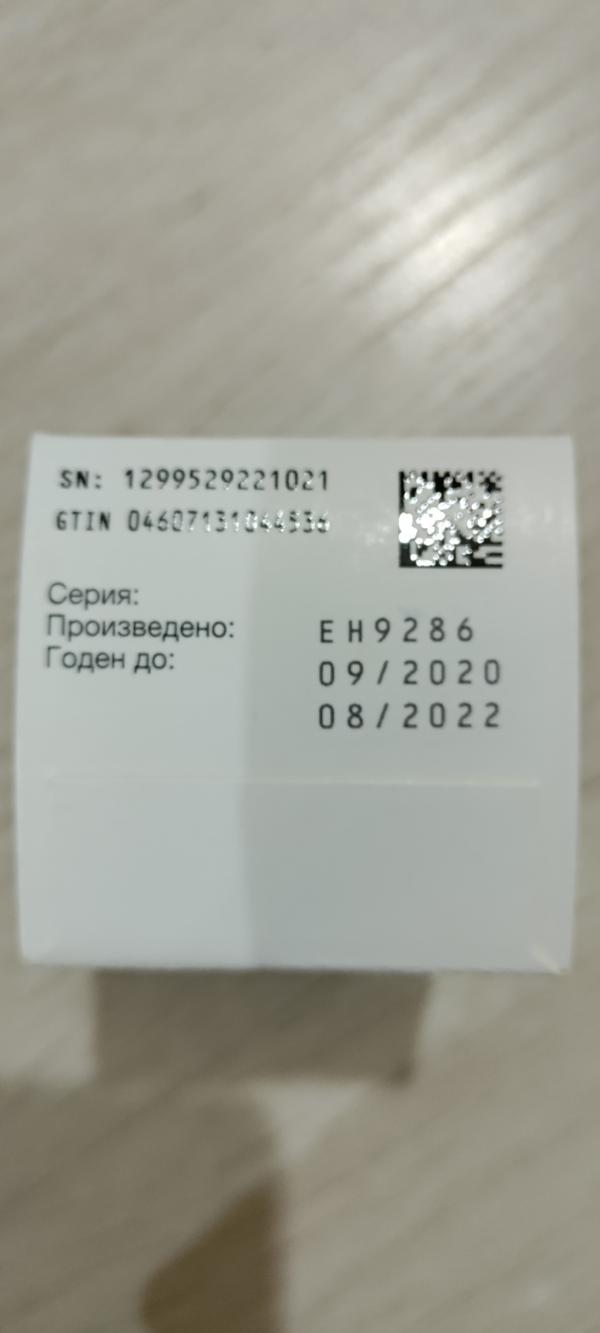 SN: 1299529221021
GTIN 04607131044536
Серия:
Произведено:
Годен до:
EH9286
09/2020
08/2022